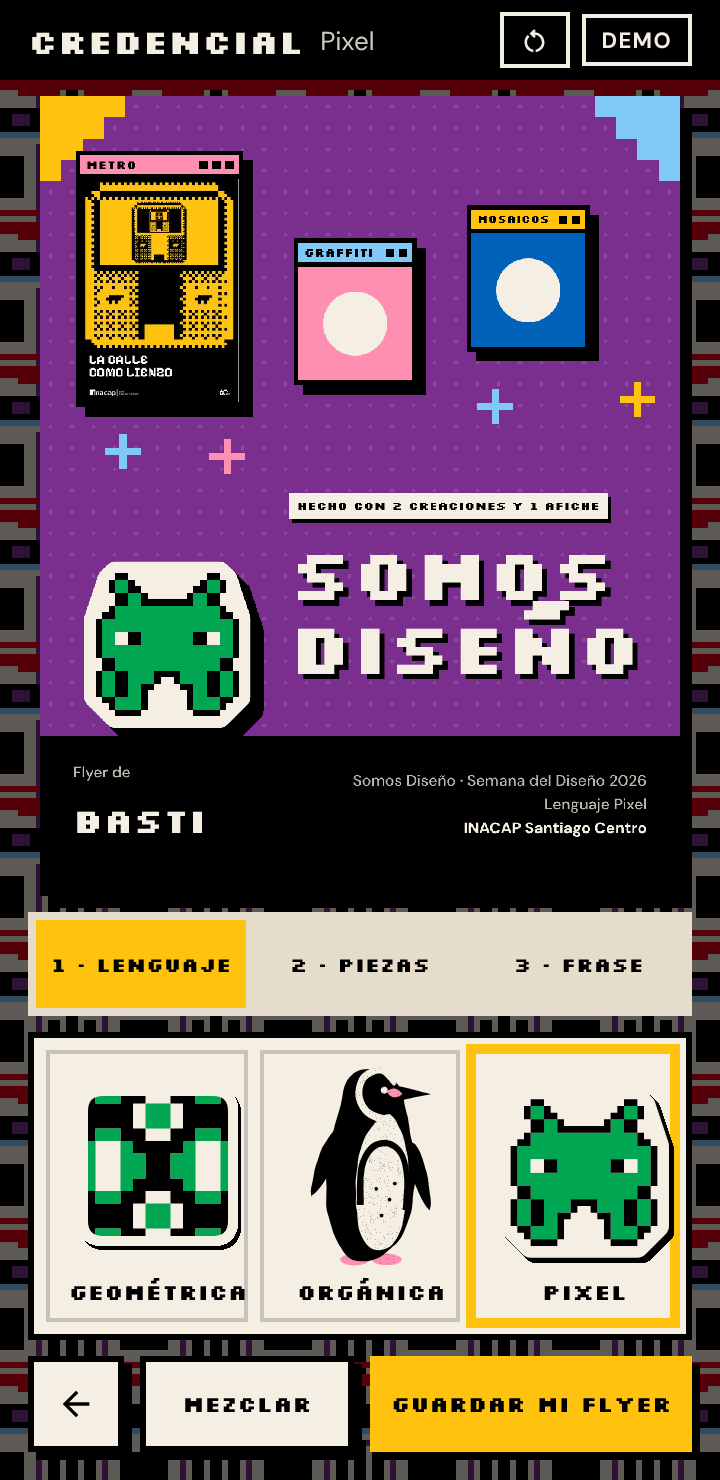 CREDENCIAL Pixel
DEMO
METRO
MOSAICOS
GRAFFITI
LA CALLE
COMO LIENZO
inacap
HECHO CON 2 CREACIONES Y 1 AFICHE
SOMOS
DISEÑO
Flyer de
BASTI
Somos Diseño · Semana del Diseño 2026
Lenguaje Pixel
INACAP Santiago Centro
1 · LENGUAJE
2 · PIEZAS
3 · FRASE
GEOMÉTRICA
ORGÁNICA
PIXEL
MEZCLAR
GUARDAR MI FLYER